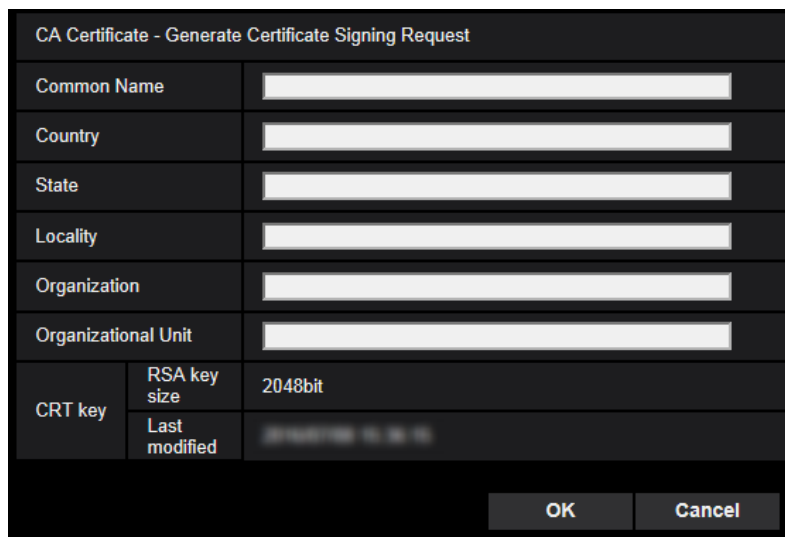 CA Certificate - Generate Certificate Signing Request
Common Name
Country
State
Locality
Organization
Organizational Unit
CRT key
RSA key
size
2048bit
Last
modified
OK
Cancel